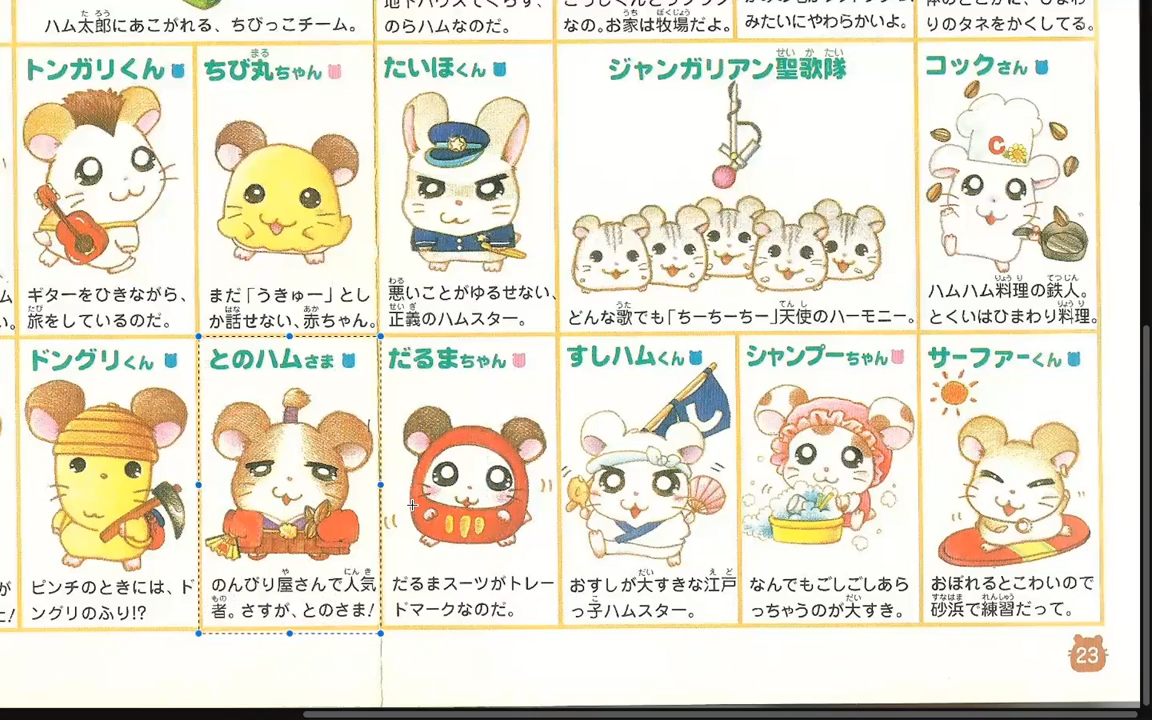 ハム太郎にあこがれる、ちびっこチーム。
のらハムなのだ。
なの。お家は牧場だよ。
みたいにやわらかいよ。
りのタネをかくしてる。
トンガリくん
ギターをひきながら、
旅をしているのだ。
ちび丸ちゃん
まだ「うきゅー」とし
か話せない、赤ちゃん。
たいほくん
悪いことがゆるせない、
正義のハムスター。
ジャンガリアン聖歌隊
どんな歌でも「ちーちーちー」天使のハーモニー。
コックさん
C
ハムハム料理の鉄人。
とくいはひまわり料理。
ドングリくん
ピンチのときには、ド
ングリのふり!?
とのハムさま
のんびり屋さんで人気
者。さすが、とのさま!
だるまちゃん
だるまスーツがトレー
ドマークなのだ。
すしハムくん
し
おすしが大すきな江戸
っ子ハムスター。
シャンプーちゃん
なんでもごしごしあら
っちゃうのが大すき。
サーファーくん
おぼれるとこわいので
砂浜で練習だって。
23